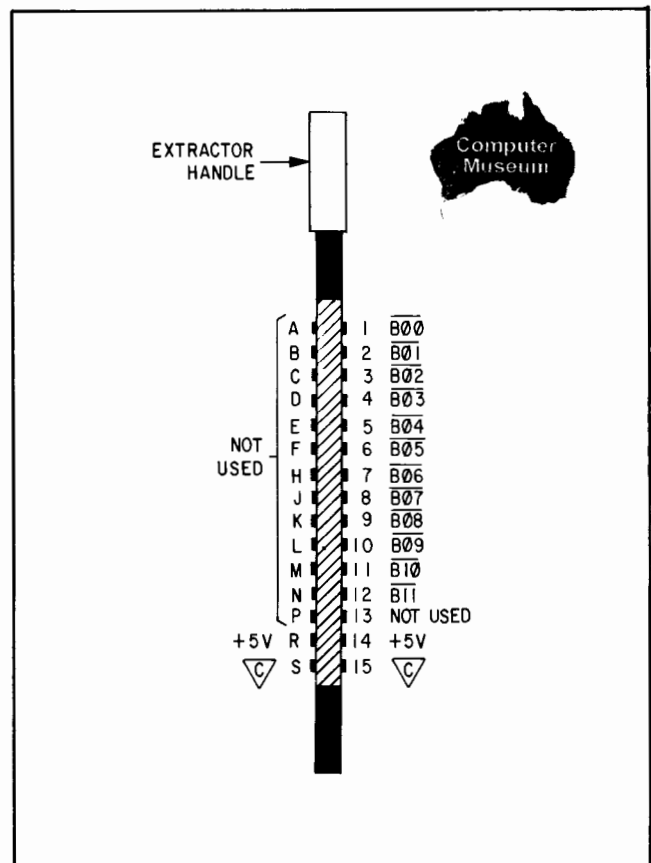 Computer
Museum
EXTRACTOR
HANDLE
A 1 B̅0̅0̅
B 2 B̅0̅1̅
C 3 B̅0̅2̅
D 4 B̅0̅3̅
E 5 B̅0̅4̅
F 6 B̅0̅5̅
NOT
USED
H 7 B̅0̅6̅
J 8 B̅0̅7̅
K 9 B̅0̅8̅
L 10 B̅0̅9̅
M 11 B̅1̅0̅
N 12 B̅1̅1̅
P 13 NOT USED
+5V R 14 +5V
C S 15 C